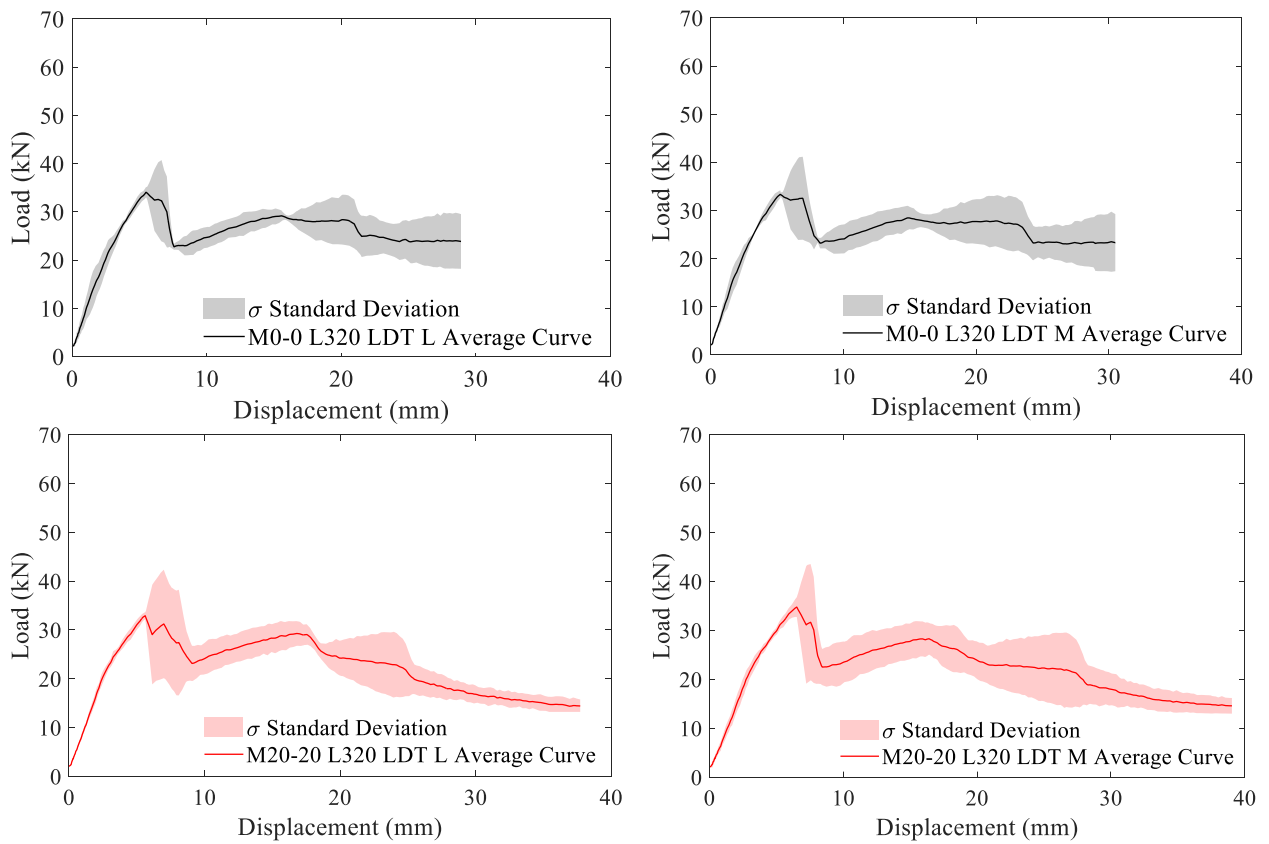 70
60
50
40
30
20
10
0
Load (kN)
σ Standard Deviation
M0-0 L320 LDT L Average Curve
0 10 20 30 40
Displacement (mm)
70
60
50
40
30
20
10
0
Load (kN)
σ Standard Deviation
M0-0 L320 LDT M Average Curve
0 10 20 30 40
Displacement (mm)
70
60
50
40
30
20
10
0
Load (kN)
σ Standard Deviation
M20-20 L320 LDT L Average Curve
0 10 20 30 40
Displacement (mm)
70
60
50
40
30
20
10
0
Load (kN)
σ Standard Deviation
M20-20 L320 LDT M Average Curve
0 10 20 30 40
Displacement (mm)